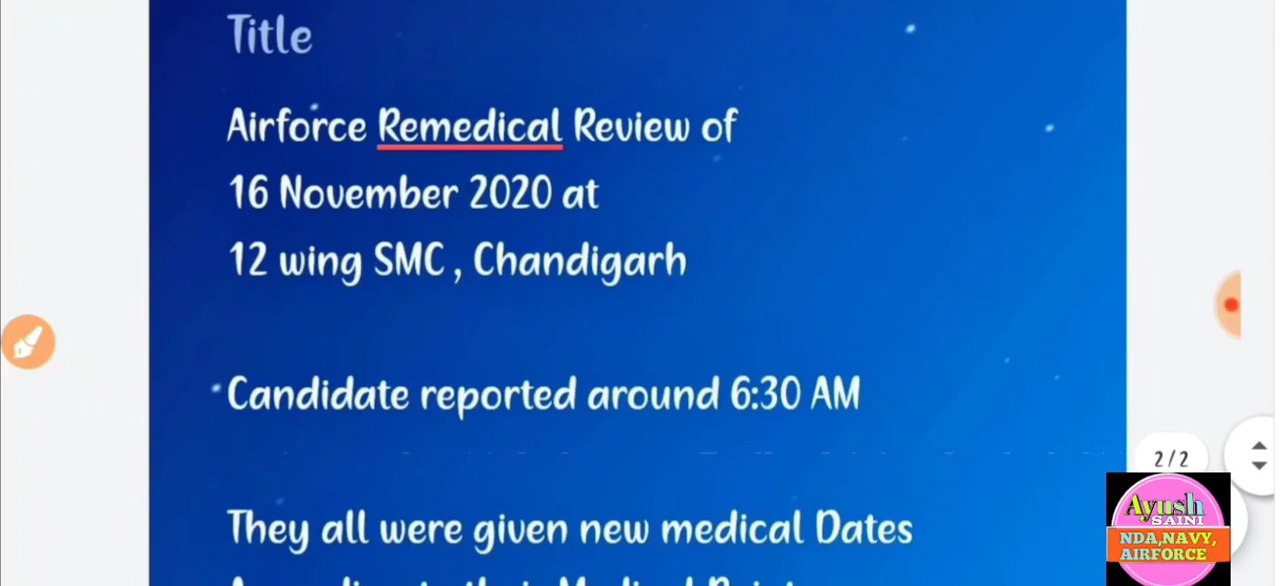 Title
Airforce Remedical Review of
16 November 2020 at
12 wing SMC , Chandigarh
Candidate reported around 6:30 AM
They all were given new medical Dates
2/2
Ayush
SAINI
NDA,NAVY,
AIRFORCE